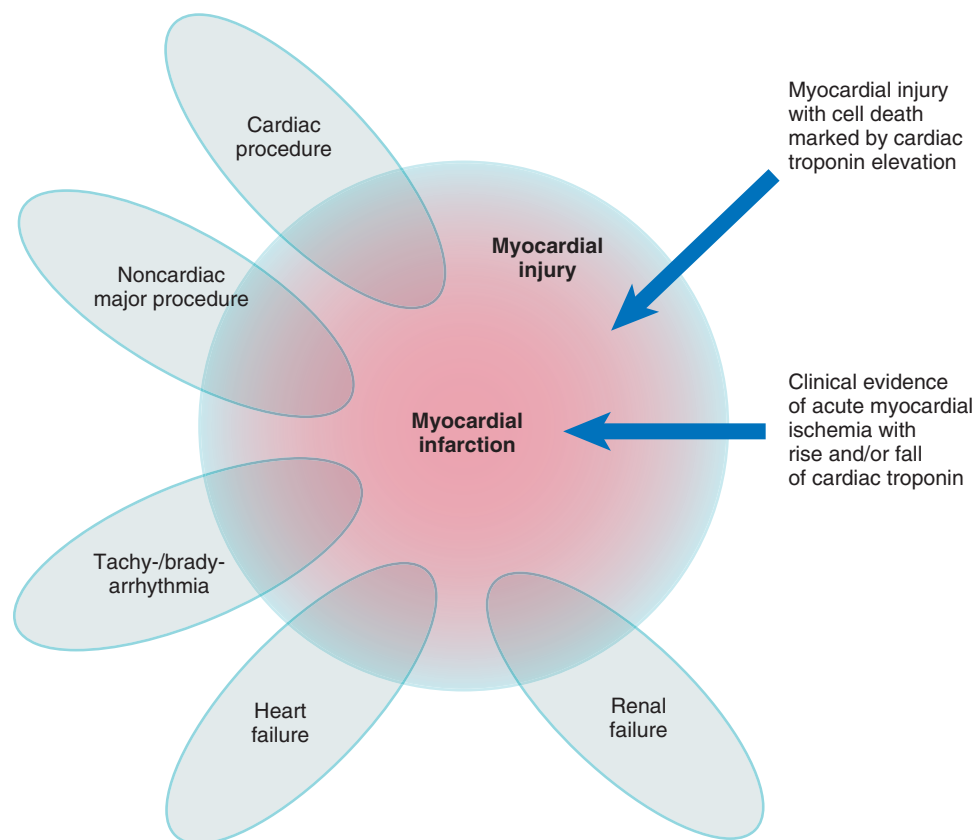 Cardiac
procedure
Noncardiac
major procedure
Tachy-/brady-
arrhythmia
Heart
failure
Renal
failure
Myocardial
injury
Myocardial
infarction
Myocardial injury
with cell death
marked by cardiac
troponin elevation
Clinical evidence
of acute myocardial
ischemia with
rise and/or fall
of cardiac troponin